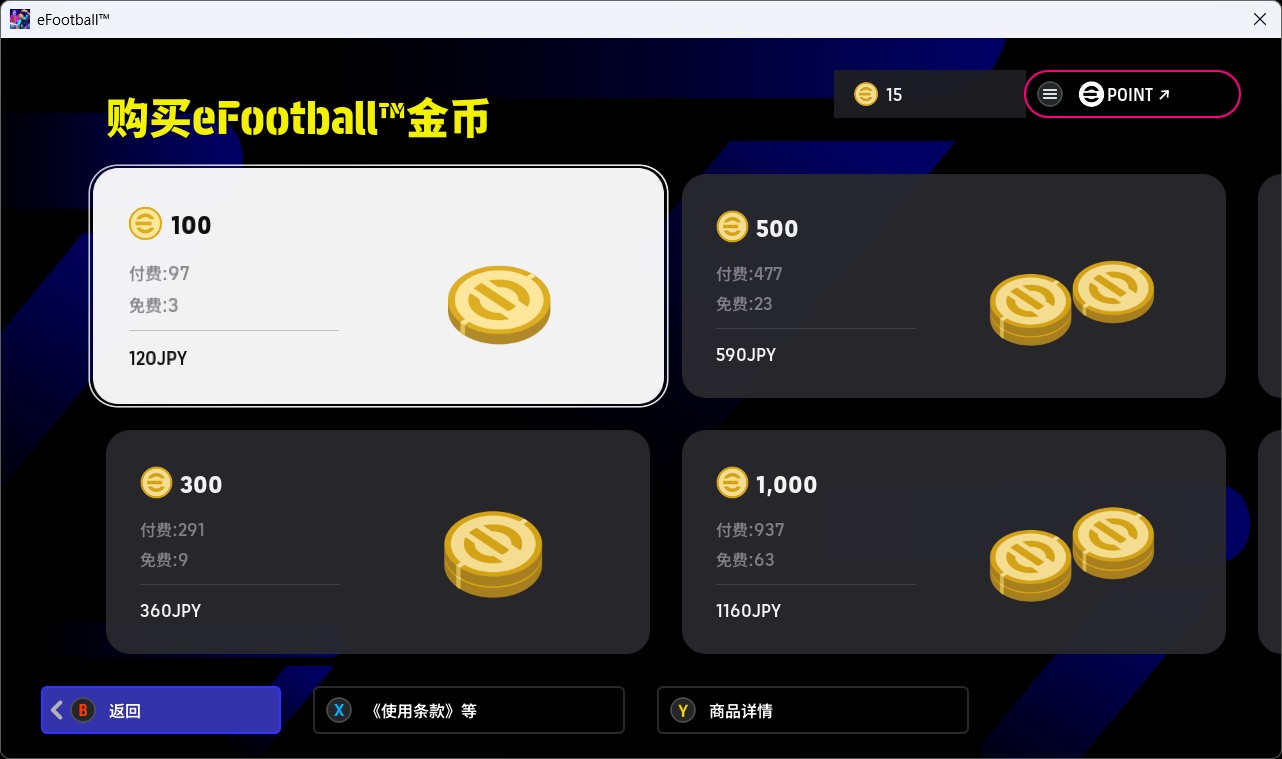 eFootball™
15
POINT ↗
购买eFootball™金币
100
付费:97
免费:3
120JPY
500
付费:477
免费:23
590JPY
300
付费:291
免费:9
360JPY
1,000
付费:937
免费:63
1160JPY
B 返回
X 《使用条款》等
Y 商品详情